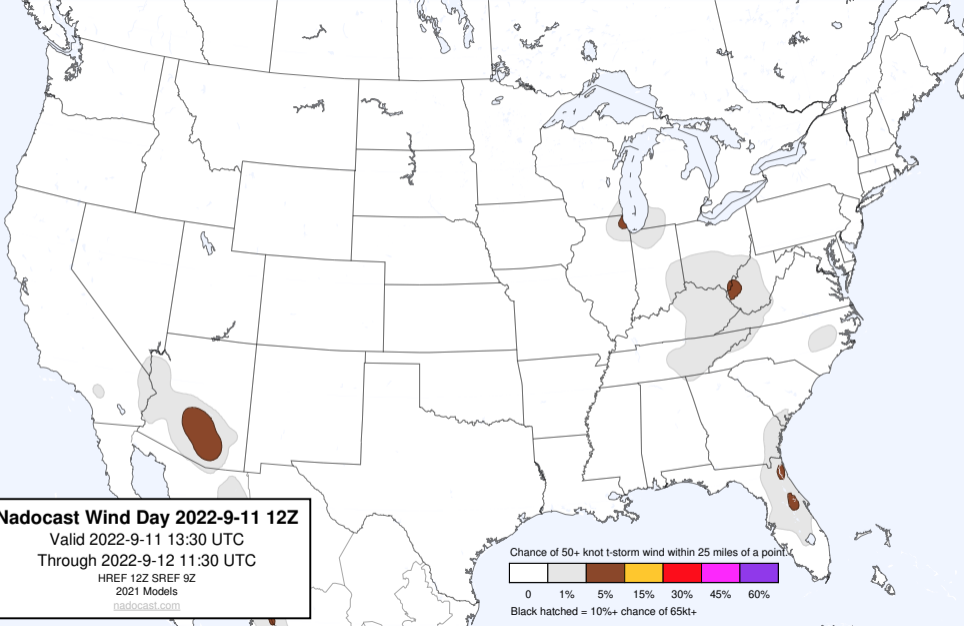 Nadocast Wind Day 2022-9-11 12Z
Valid 2022-9-11 13:30 UTC
Through 2022-9-12 11:30 UTC
HREF 12Z SREF 9Z
2021 Models
nadocast.com
Chance of 50+ knot t-storm wind within 25 miles of a point.
0 1% 5% 15% 30% 45% 60%
Black hatched = 10%+ chance of 65kt+